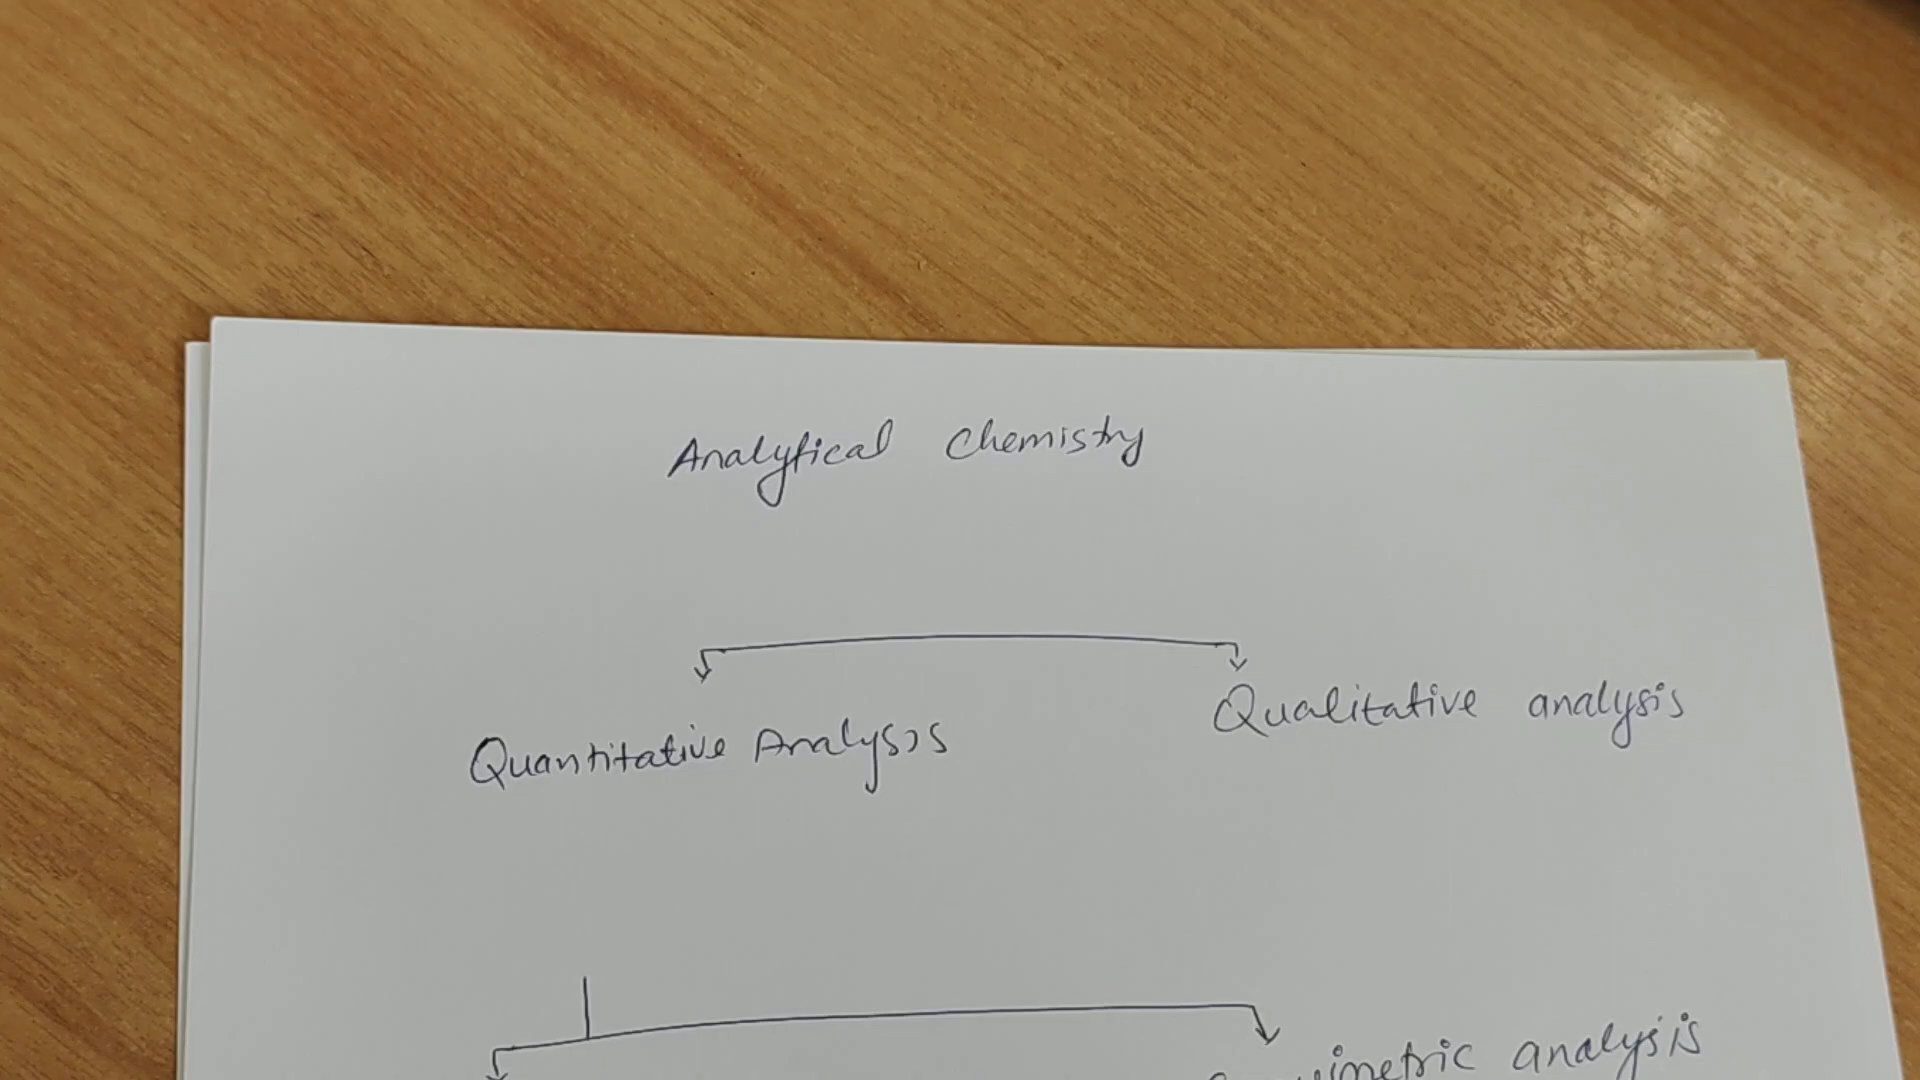 Analytical Chemistry
Quantitative Analysis
Qualitative analysis
analysis